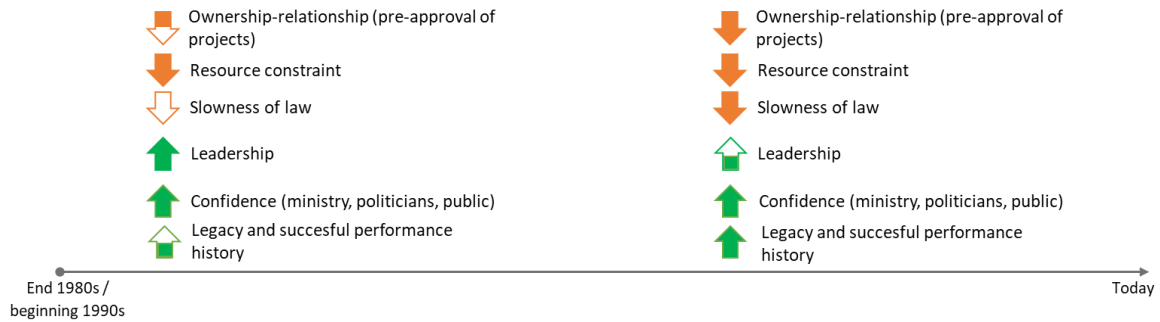 Ownership-relationship (pre-approval of
projects)
Resource constraint
Slowness of law
Leadership
Confidence (ministry, politicians, public)
Legacy and succesful performance
history
Ownership-relationship (pre-approval of
projects)
Resource constraint
Slowness of law
Leadership
Confidence (ministry, politicians, public)
Legacy and succesful performance
history
End 1980s /
beginning 1990s
Today